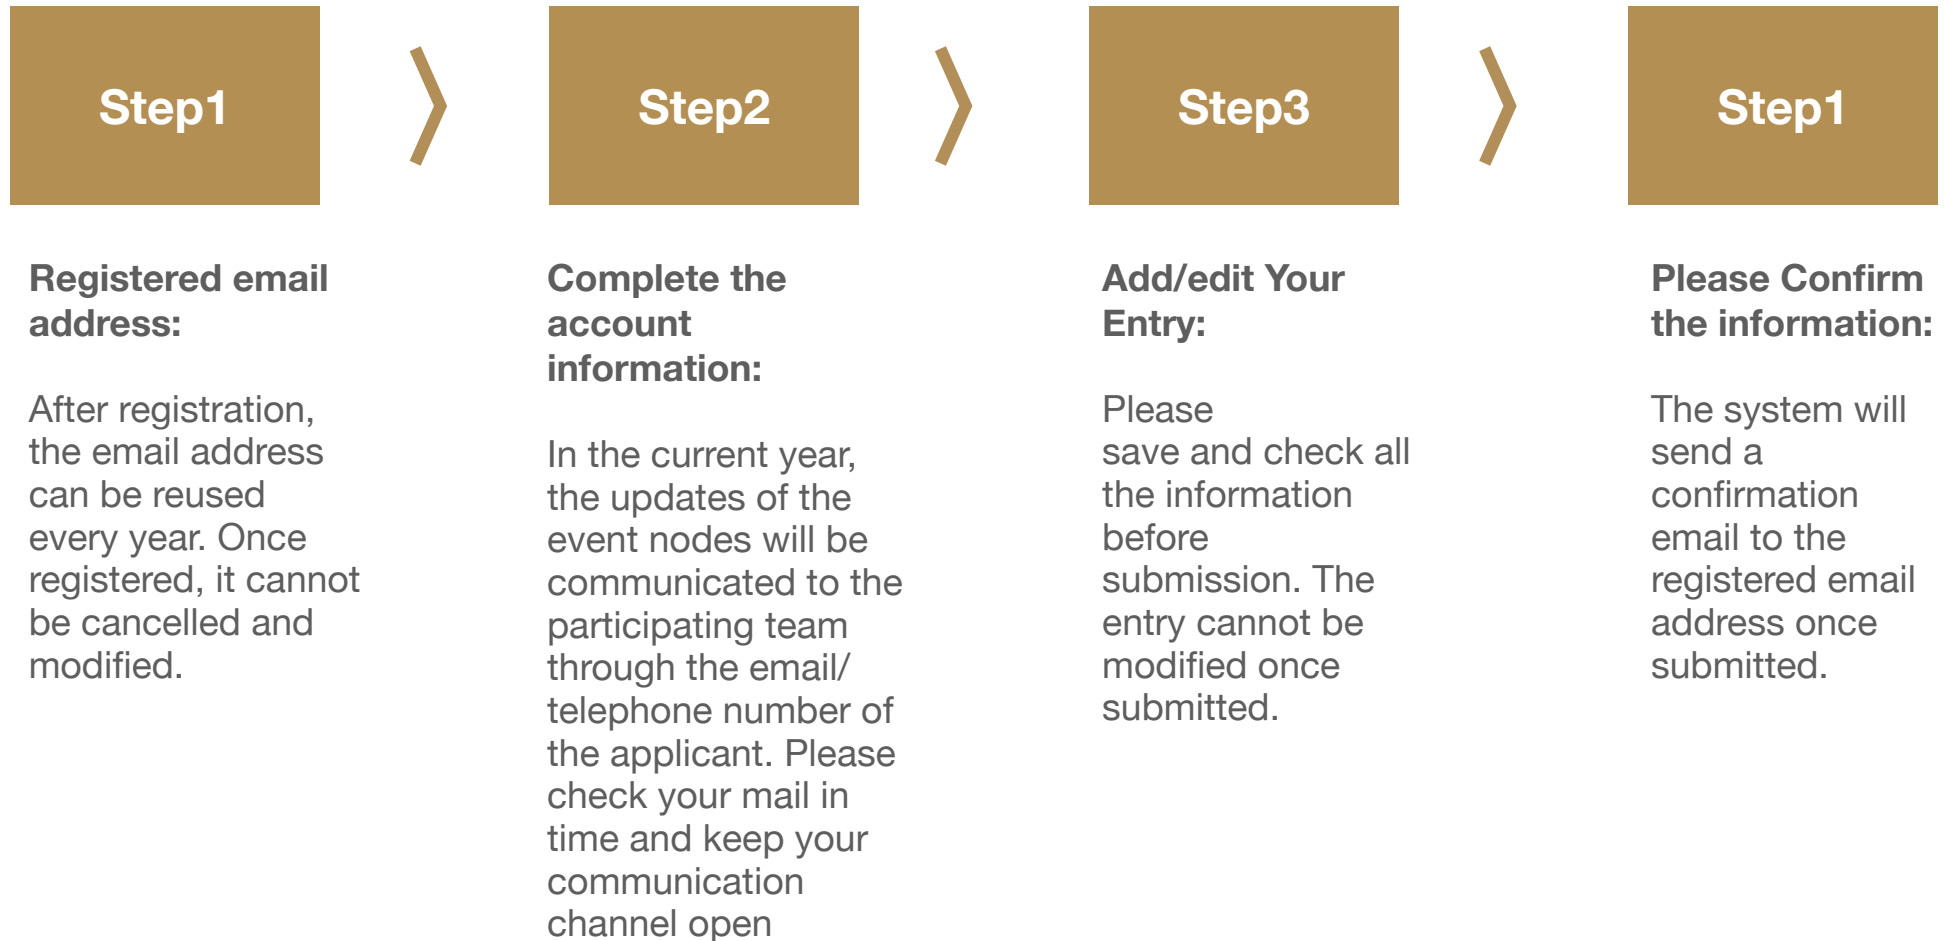 Step1
Step2
Step3
Step1
Registered email
address:
After registration,
the email address
can be reused
every year. Once
registered, it cannot
be cancelled and
modified.
Complete the
account
information:
In the current year,
the updates of the
event nodes will be
communicated to the
participating team
through the email/
telephone number of
the applicant. Please
check your mail in
time and keep your
communication
channel open
Add/edit Your
Entry:
Please
save and check all
the information
before
submission. The
entry cannot be
modified once
submitted.
Please Confirm
the information:
The system will
send a
confirmation
email to the
registered email
address once
submitted.